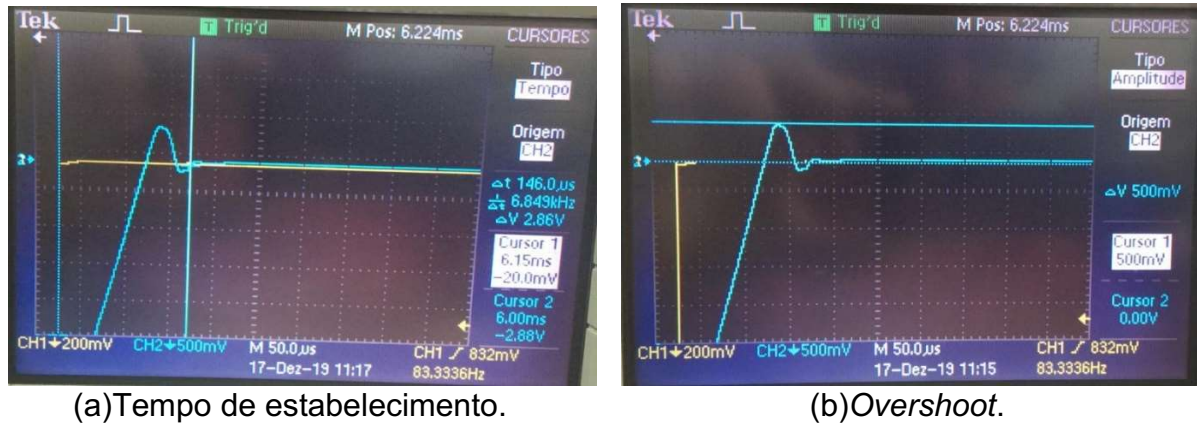 Tek
T Trig'd
M Pos: 6.224ms
CURSORES
Tipo
Tempo
Origem
CH2
△t 146.0µs
1/△t 6.849kHz
△V 2.86V
Cursor 1
6.15ms
-20.0mV
Cursor 2
6.00ms
-2.88V
2
CH1 200mV CH2 500mV M 50.0µs CH1 832mV
17-Dez-19 11:17 83.3336Hz
(a)Tempo de estabelecimento.
Tek
T Trig'd
M Pos: 6.224ms
CURSORES
Tipo
Amplitude
Origem
CH2
△V 500mV
Cursor 1
500mV
Cursor 2
0.00V
2
CH1 200mV CH2 500mV M 50.0µs CH1 832mV
17-Dez-19 11:15 83.3336Hz
(b)Overshoot.